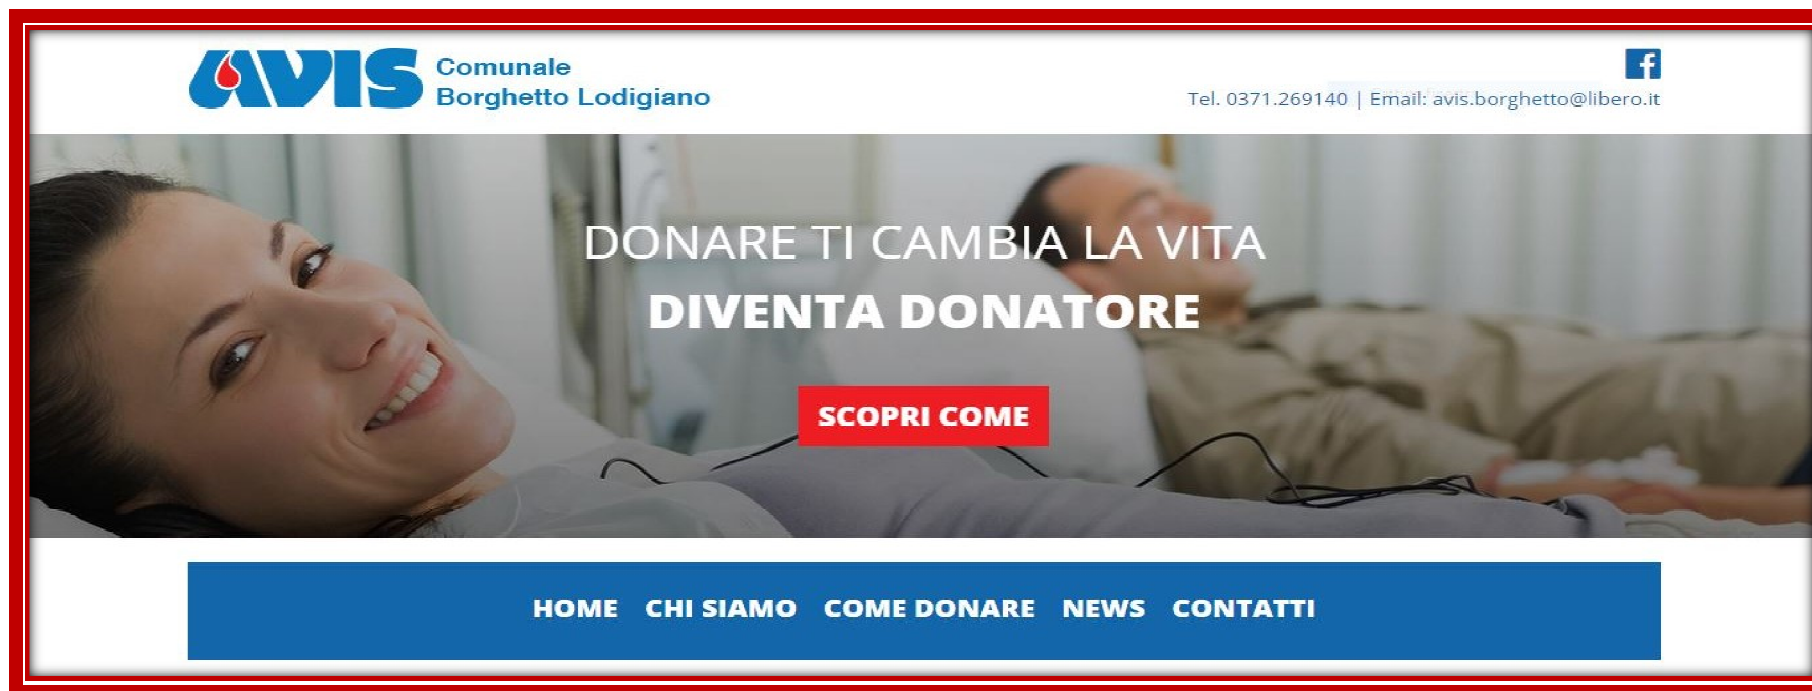 AVIS
Comunale
Borghetto Lodigiano
Tel. 0371.269140 | Email: avis.borghetto@libero.it
DONARE TI CAMBIA LA VITA
DIVENTA DONATORE
SCOPRI COME
HOME CHI SIAMO COME DONARE NEWS CONTATTI